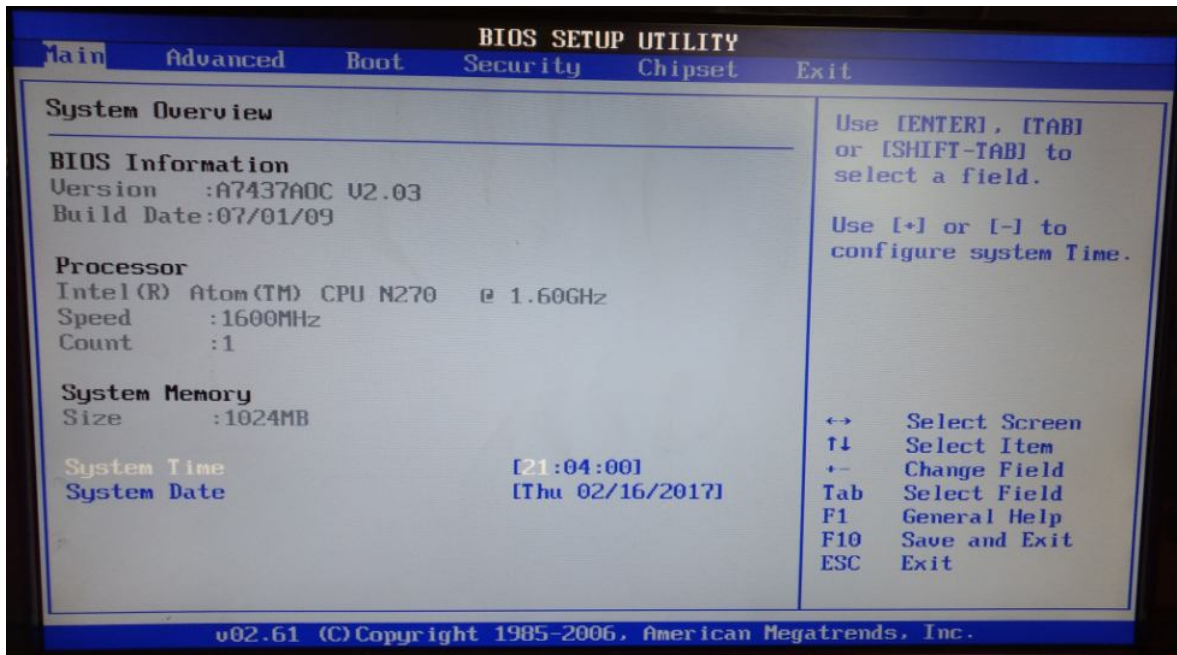 BIOS SETUP UTILITY
Main Advanced Boot Security Chipset Exit
System Overview
BIOS Information
Version :A7437AOC V2.03
Build Date:07/01/09
Processor
Intel(R) Atom(TM) CPU N270 @ 1.60GHz
Speed :1600MHz
Count :1
System Memory
Size :1024MB
System Time [21:04:00]
System Date [Thu 02/16/2017]
Use [ENTER], [TAB]
or [SHIFT-TAB] to
select a field.
Use [+] or [-] to
configure system Time.
↔ Select Screen
↑↓ Select Item
+- Change Field
Tab Select Field
F1 General Help
F10 Save and Exit
ESC Exit
v02.61 (C)Copyright 1985-2006, American Megatrends, Inc.